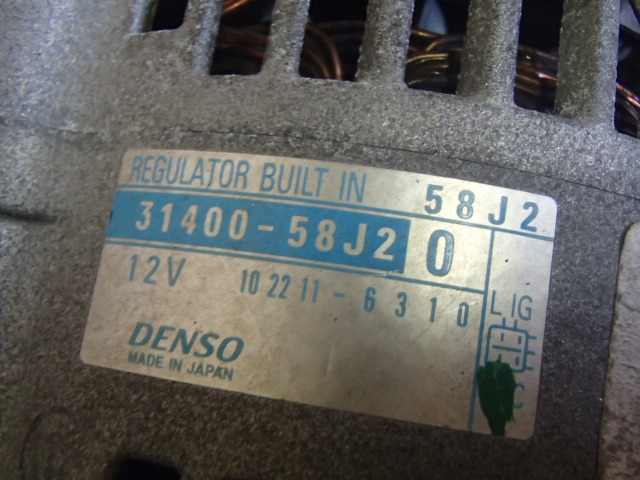 REGULATOR BUILT IN 58J2
31400-58J2 0
12V 102211-6310
L IG
DENSO
MADE IN JAPAN